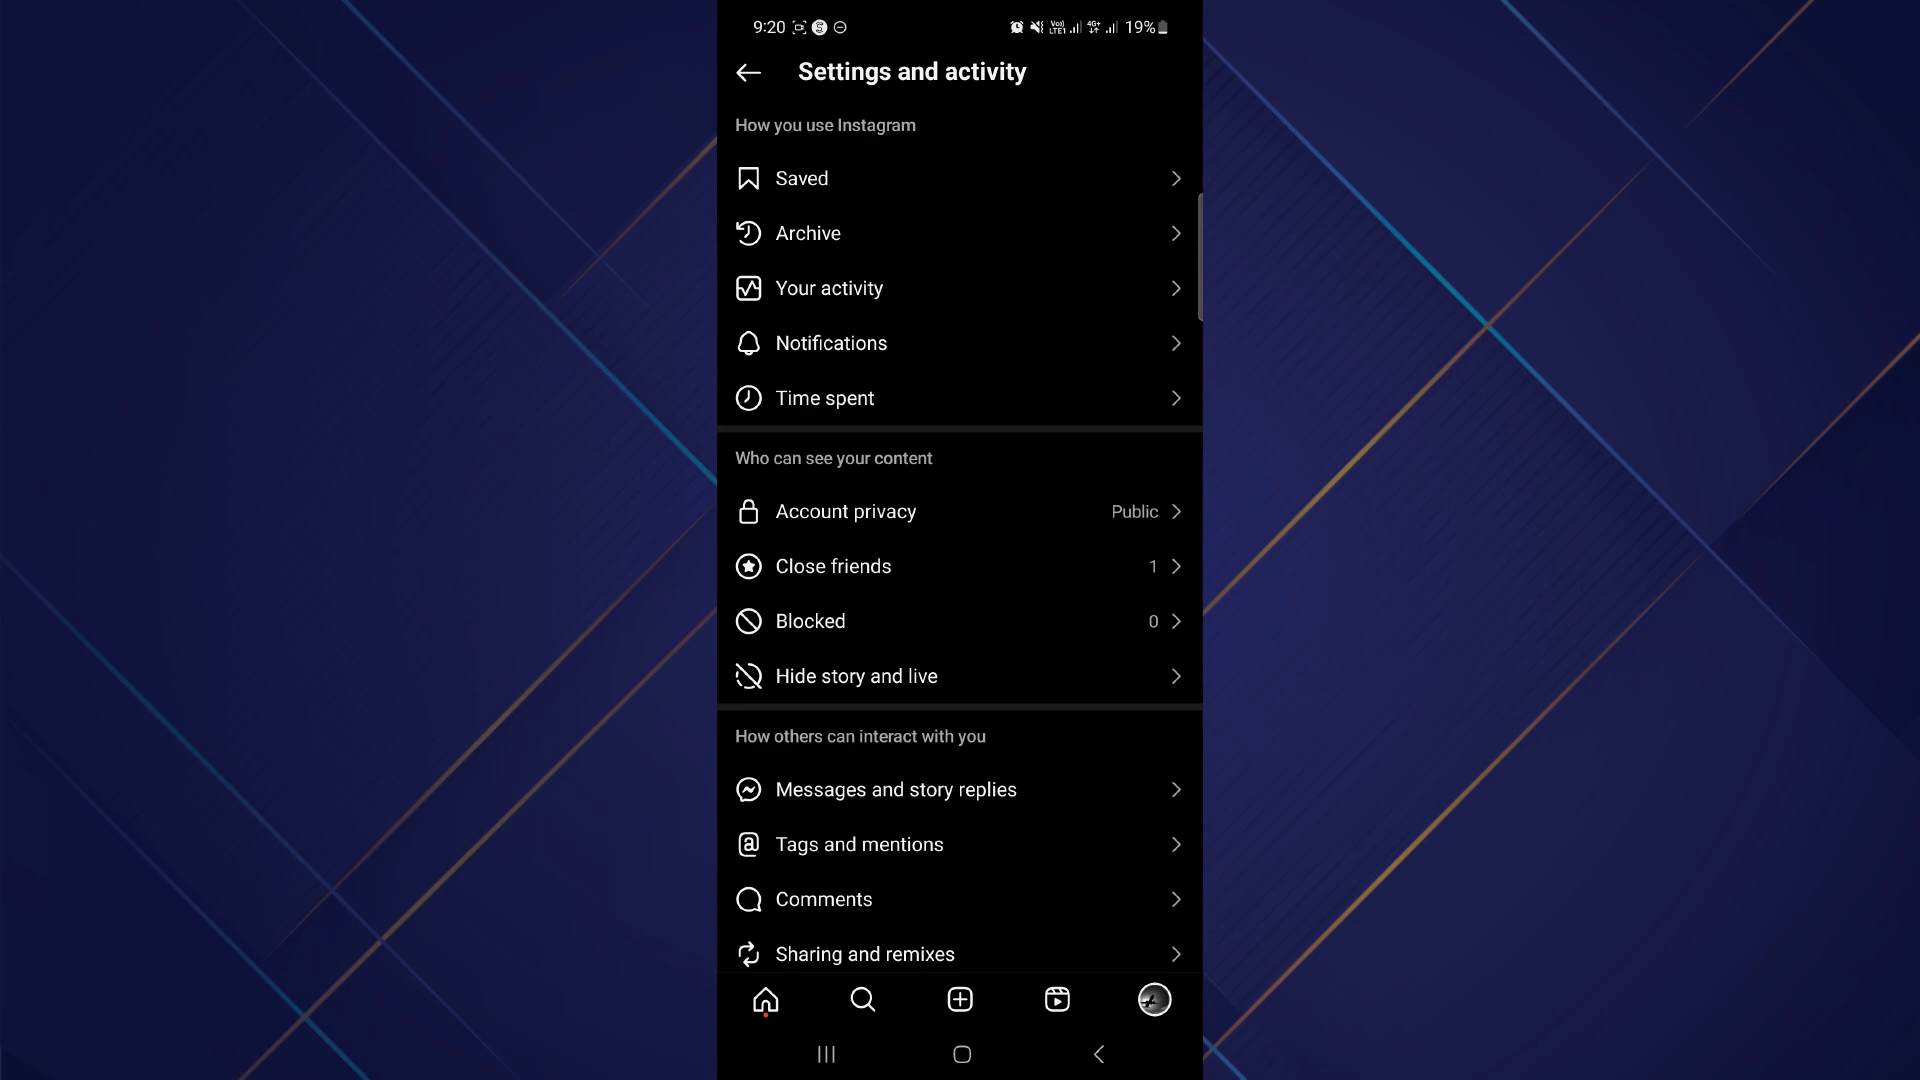 9:20 19%
Settings and activity
How you use Instagram
Saved
Archive
Your activity
Notifications
Time spent
Who can see your content
Account privacy Public
Close friends 1
Blocked 0
Hide story and live
How others can interact with you
Messages and story replies
Tags and mentions
Comments
Sharing and remixes